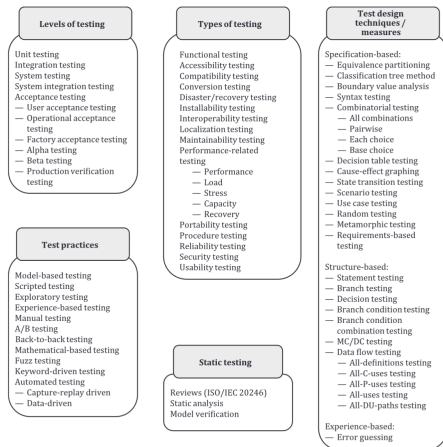 Levels of testing
Unit testing
Integration testing
System testing
System integration testing
Acceptance testing
— User acceptance testing
— Operational acceptance
testing
— Factory acceptance testing
— Alpha testing
— Beta testing
— Production verification
testing
Test practices
Model-based testing
Scripted testing
Exploratory testing
Experience-based testing
Manual testing
A/B testing
Back-to-back testing
Mathematical-based testing
Fuzz testing
Keyword-driven testing
Automated testing
— Capture-replay driven
— Data-driven
Types of testing
Functional testing
Accessibility testing
Compatibility testing
Conversion testing
Disaster/recovery testing
Installability testing
Interoperability testing
Localization testing
Maintainability testing
Performance-related
testing
— Performance
— Load
— Stress
— Capacity
— Recovery
Portability testing
Procedure testing
Reliability testing
Security testing
Usability testing
Static testing
Reviews (ISO/IEC 20246)
Static analysis
Model verification
Test design
techniques /
measures
Specification-based:
— Equivalence partitioning
— Classification tree method
— Boundary value analysis
— Syntax testing
— Combinatorial testing
— All combinations
— Pairwise
— Each choice
— Base choice
— Decision table testing
— Cause-effect graphing
— State transition testing
— Scenario testing
— Use case testing
— Random testing
— Metamorphic testing
— Requirements-based
testing
Structure-based:
— Statement testing
— Branch testing
— Decision testing
— Branch condition testing
— Branch condition
combination testing
— MC/DC testing
— Data flow testing
— All-definitions testing
— All-C-uses testing
— All-P-uses testing
— All-uses testing
— All-DU-paths testing
Experience-based:
— Error guessing